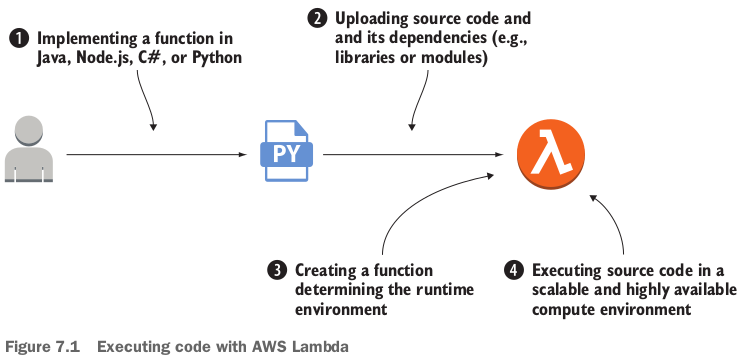 1 Implementing a function in
Java, Node.js, C#, or Python
2 Uploading source code and
and its dependencies (e.g.,
libraries or modules)
PY
λ
3 Creating a function
determining the runtime
environment
4 Executing source code in a
scalable and highly available
compute environment
Figure 7.1 Executing code with AWS Lambda